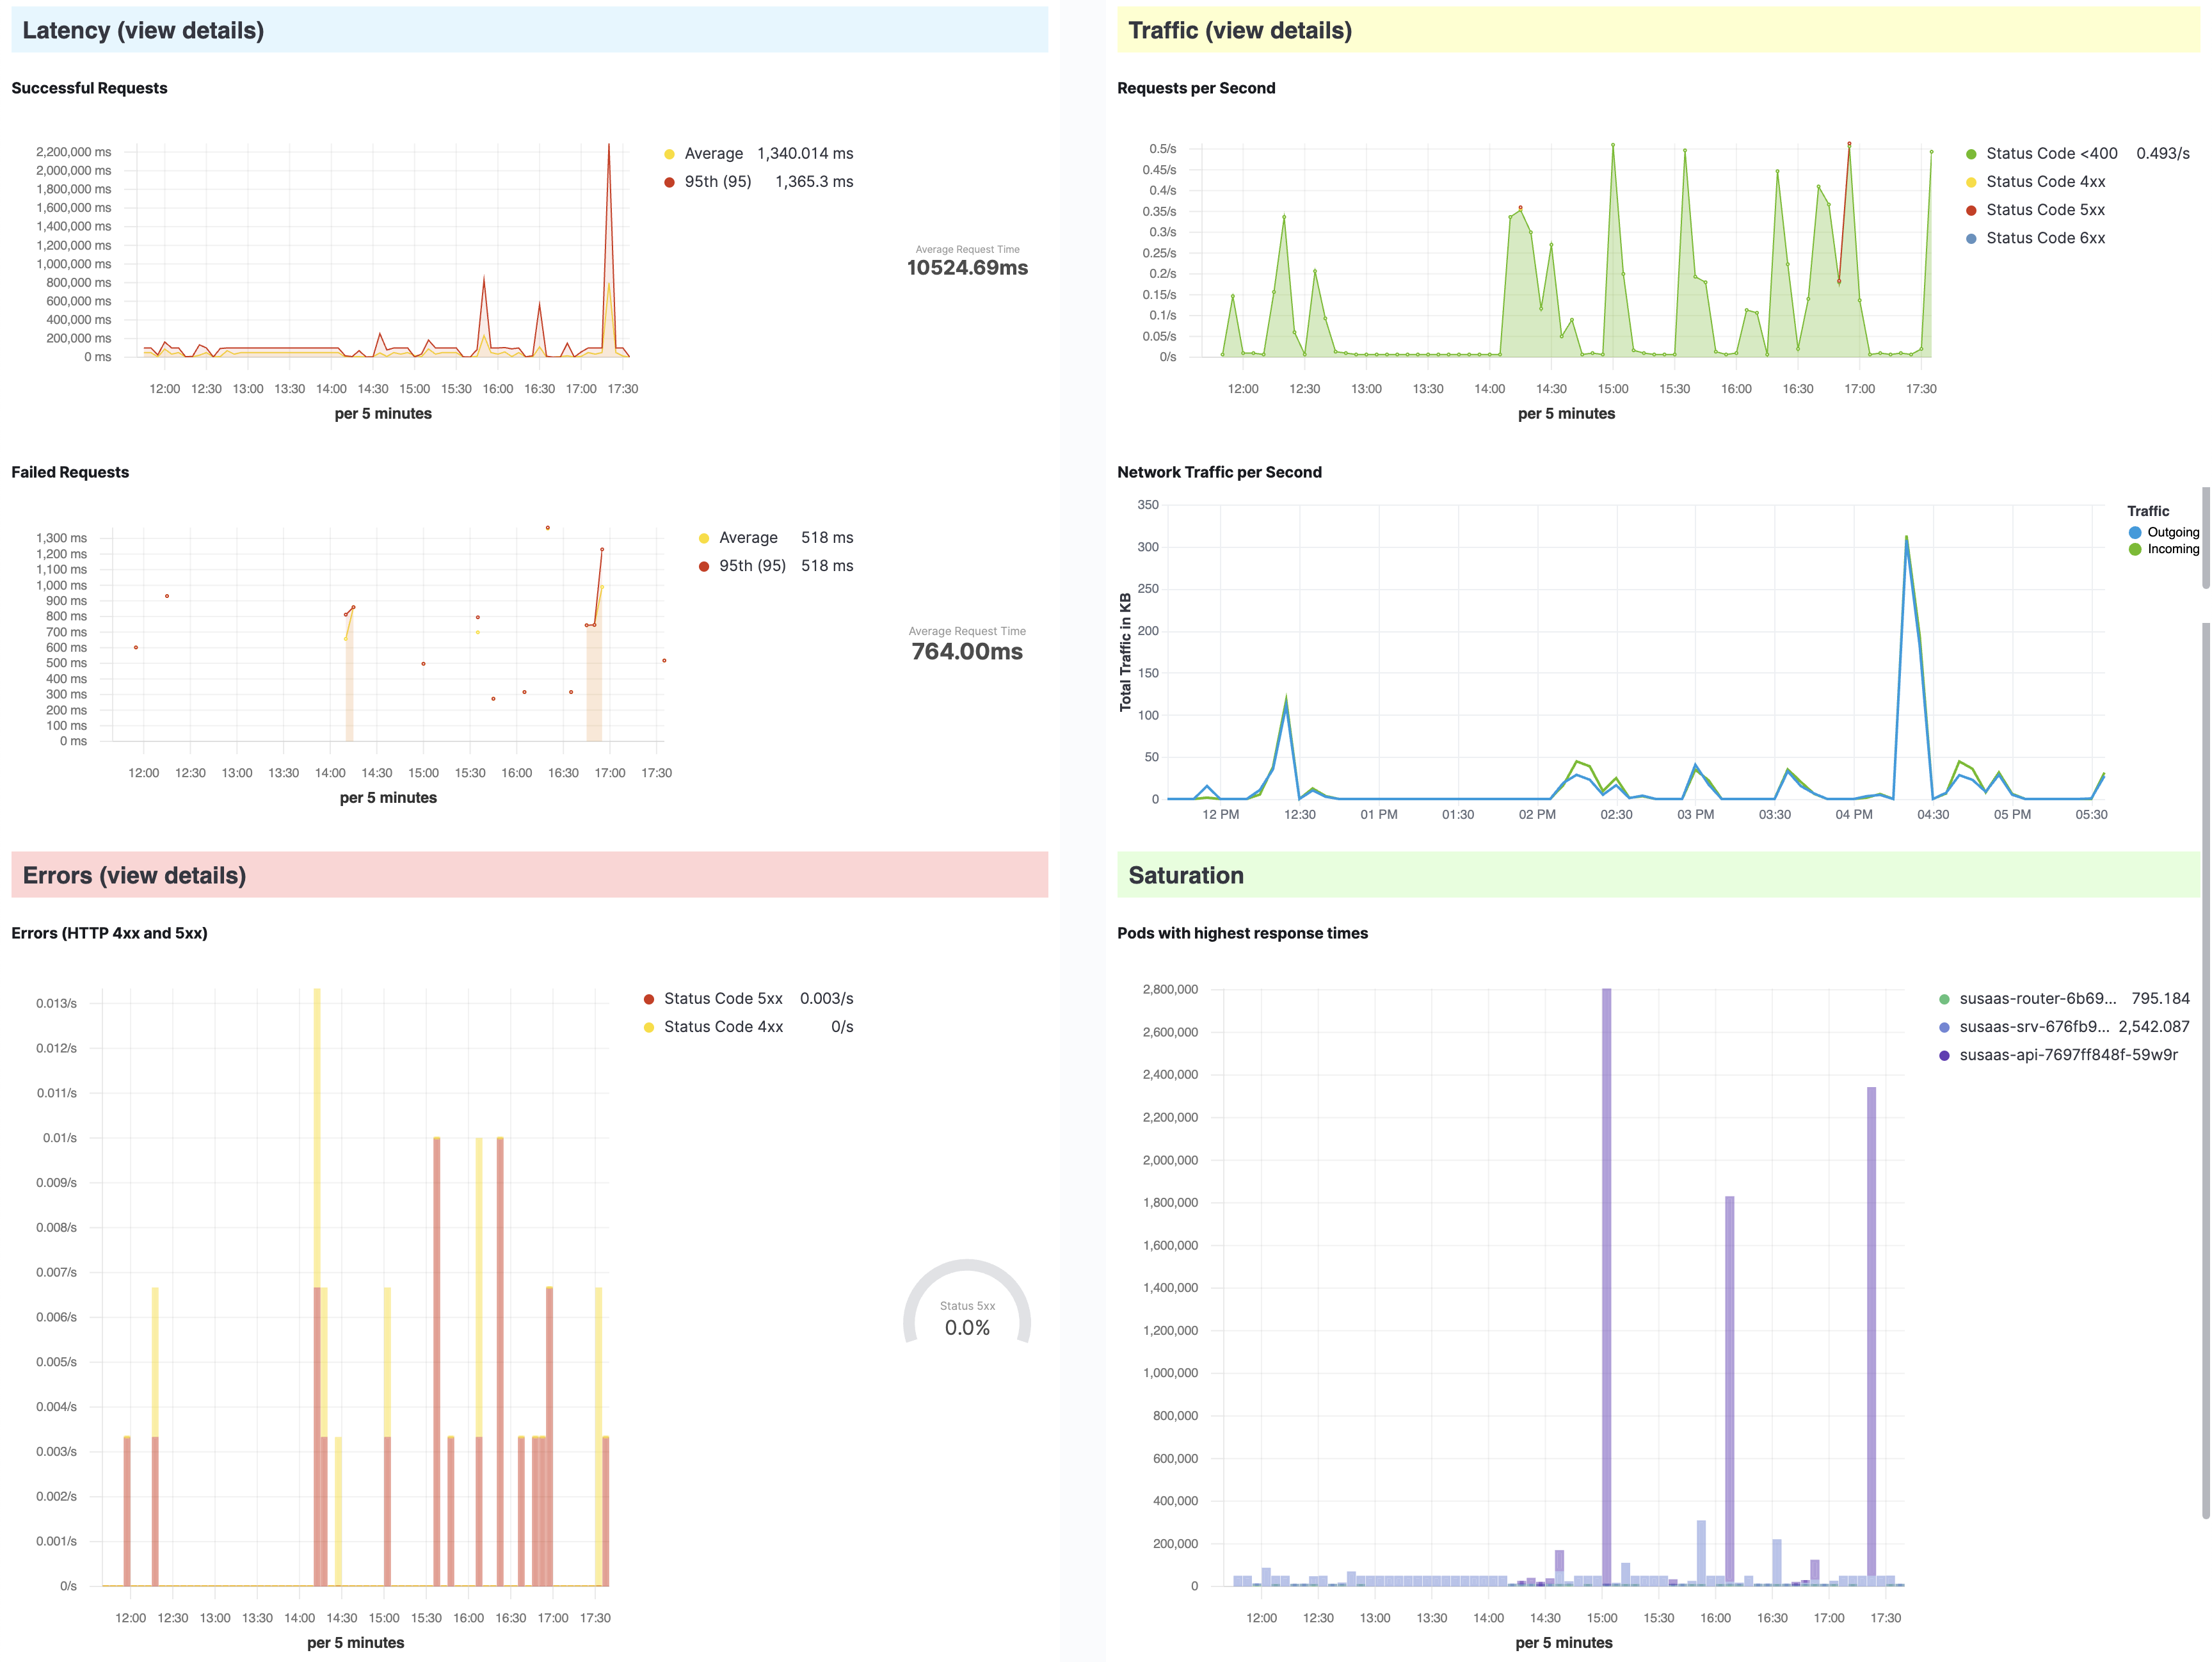 Latency (view details)
Successful Requests
2,200,000 ms
2,000,000 ms
1,800,000 ms
1,600,000 ms
1,400,000 ms
1,200,000 ms
1,000,000 ms
800,000 ms
600,000 ms
400,000 ms
200,000 ms
0 ms
12:00 12:30 13:00 13:30 14:00 14:30 15:00 15:30 16:00 16:30 17:00 17:30
per 5 minutes
Average 1,340.014 ms
95th (95) 1,365.3 ms
Average Request Time
10524.69ms
Failed Requests
1,300 ms
1,200 ms
1,100 ms
1,000 ms
900 ms
800 ms
700 ms
600 ms
500 ms
400 ms
300 ms
200 ms
100 ms
0 ms
12:00 12:30 13:00 13:30 14:00 14:30 15:00 15:30 16:00 16:30 17:00 17:30
per 5 minutes
Average 518 ms
95th (95) 518 ms
Average Request Time
764.00ms
Traffic (view details)
Requests per Second
0.5/s
0.45/s
0.4/s
0.35/s
0.3/s
0.25/s
0.2/s
0.15/s
0.1/s
0.05/s
0/s
12:00 12:30 13:00 13:30 14:00 14:30 15:00 15:30 16:00 16:30 17:00 17:30
per 5 minutes
Status Code <400 0.493/s
Status Code 4xx
Status Code 5xx
Status Code 6xx
Network Traffic per Second
Total Traffic in KB
350
300
250
200
150
100
50
0
12 PM 12:30 01 PM 01:30 02 PM 02:30 03 PM 03:30 04 PM 04:30 05 PM 05:30
Traffic
Outgoing
Incoming
Errors (view details)
Errors (HTTP 4xx and 5xx)
0.013/s
0.012/s
0.011/s
0.01/s
0.009/s
0.008/s
0.007/s
0.006/s
0.005/s
0.004/s
0.003/s
0.002/s
0.001/s
0/s
12:00 12:30 13:00 13:30 14:00 14:30 15:00 15:30 16:00 16:30 17:00 17:30
per 5 minutes
Status Code 5xx 0.003/s
Status Code 4xx 0/s
Status 5xx
0.0%
Saturation
Pods with highest response times
2,800,000
2,600,000
2,400,000
2,200,000
2,000,000
1,800,000
1,600,000
1,400,000
1,200,000
1,000,000
800,000
600,000
400,000
200,000
0
12:00 12:30 13:00 13:30 14:00 14:30 15:00 15:30 16:00 16:30 17:00 17:30
per 5 minutes
susaas-router-6b69... 795.184
susaas-srv-676fb9... 2,542.087
susaas-api-7697ff848f-59w9r